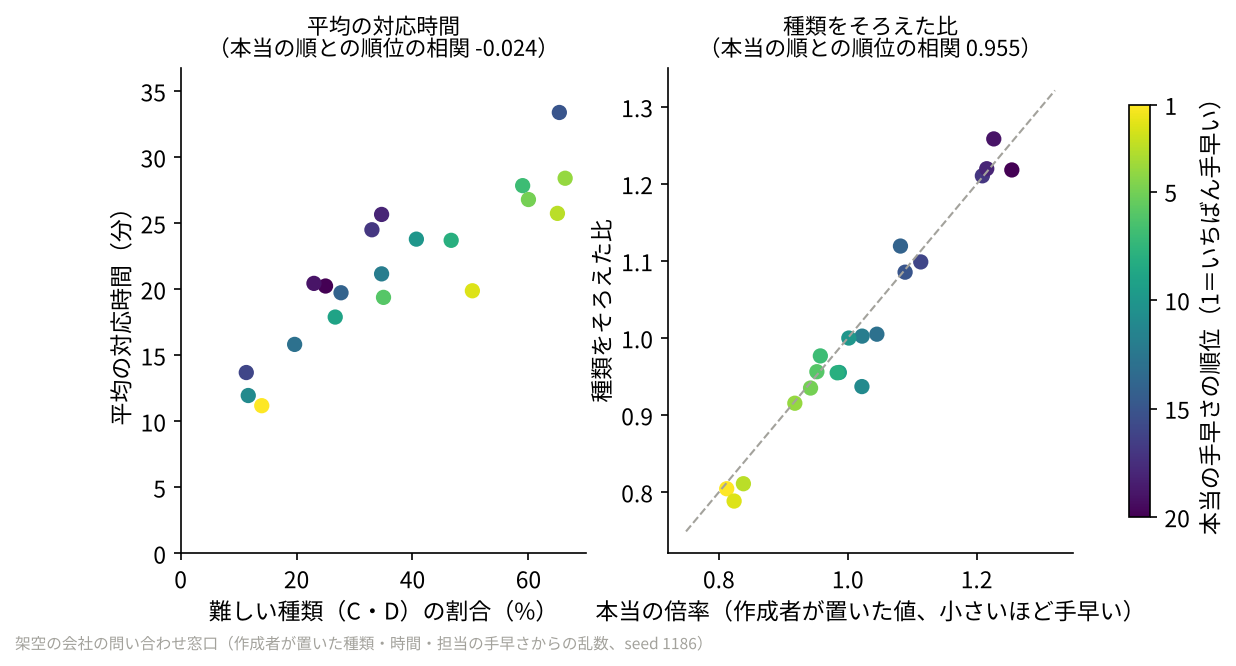 平均の対応時間
（本当の順との順位の相関 -0.024）
種類をそろえた比
（本当の順との順位の相関 0.955）
平均の対応時間（分）
35
30
25
20
15
10
5
0
0
20
40
60
難しい種類（C・D）の割合（%）
種類をそろえた比
1.3
1.2
1.1
1.0
0.9
0.8
0.8
1.0
1.2
本当の倍率（作成者が置いた値、小さいほど手早い）
1
5
10
15
20
本当の手早さの順位（1＝いちばん手早い）
架空の会社の問い合わせ窓口（作成者が置いた種類・時間・担当の手早さからの乱数、seed 1186）